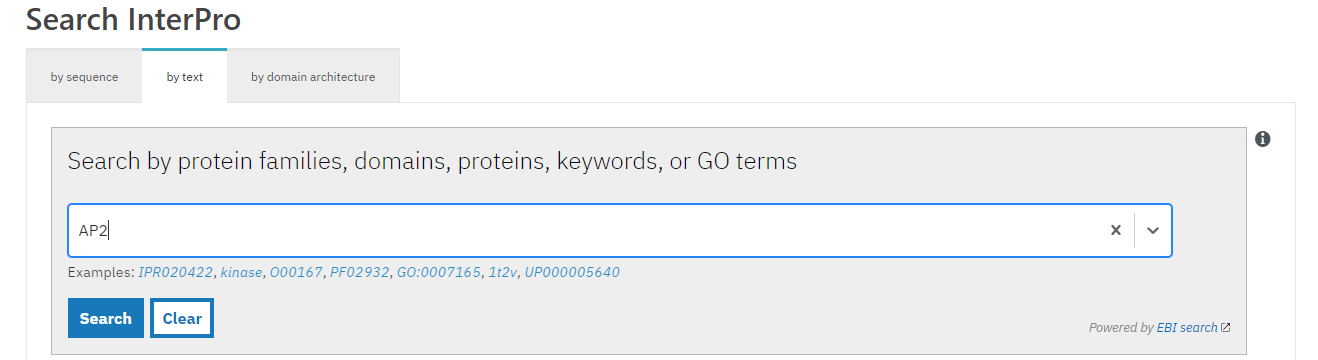 Search InterPro
by sequence
by text
by domain architecture
Search by protein families, domains, proteins, keywords, or GO terms
AP2
Examples: IPR020422, kinase, O00167, PF02932, GO:0007165, 1t2v, UP000005640
Search
Clear
Powered by EBI search